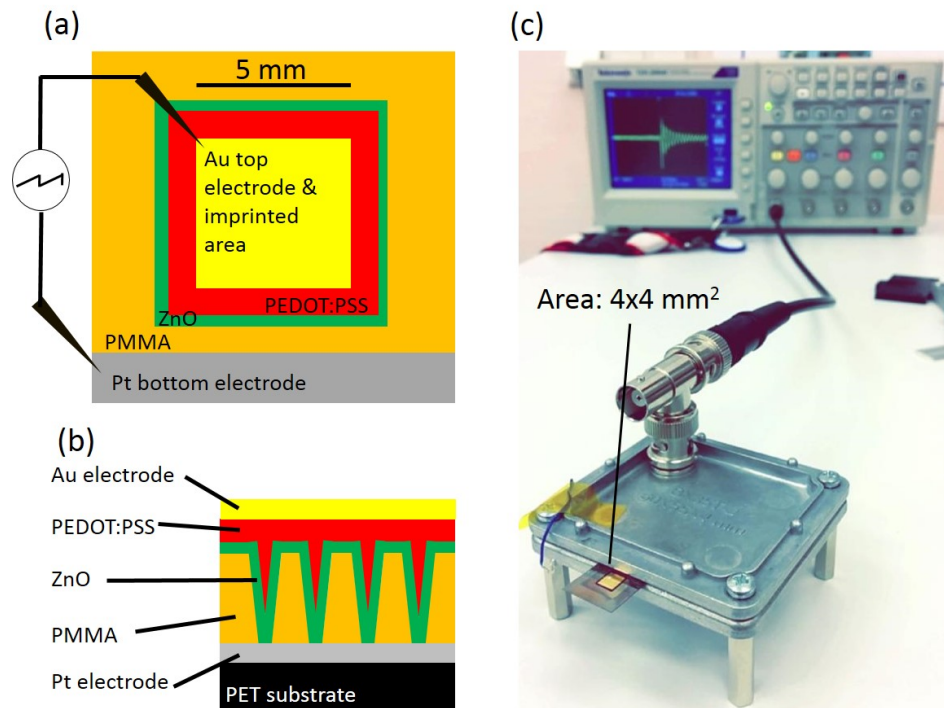 (a)
5 mm
Au top
electrode &
imprinted
area
PEDOT:PSS
ZnO
PMMA
Pt bottom electrode
(b)
Au electrode
PEDOT:PSS
ZnO
PMMA
Pt electrode
PET substrate
(c)
Tektronix
Area: 4x4 mm²